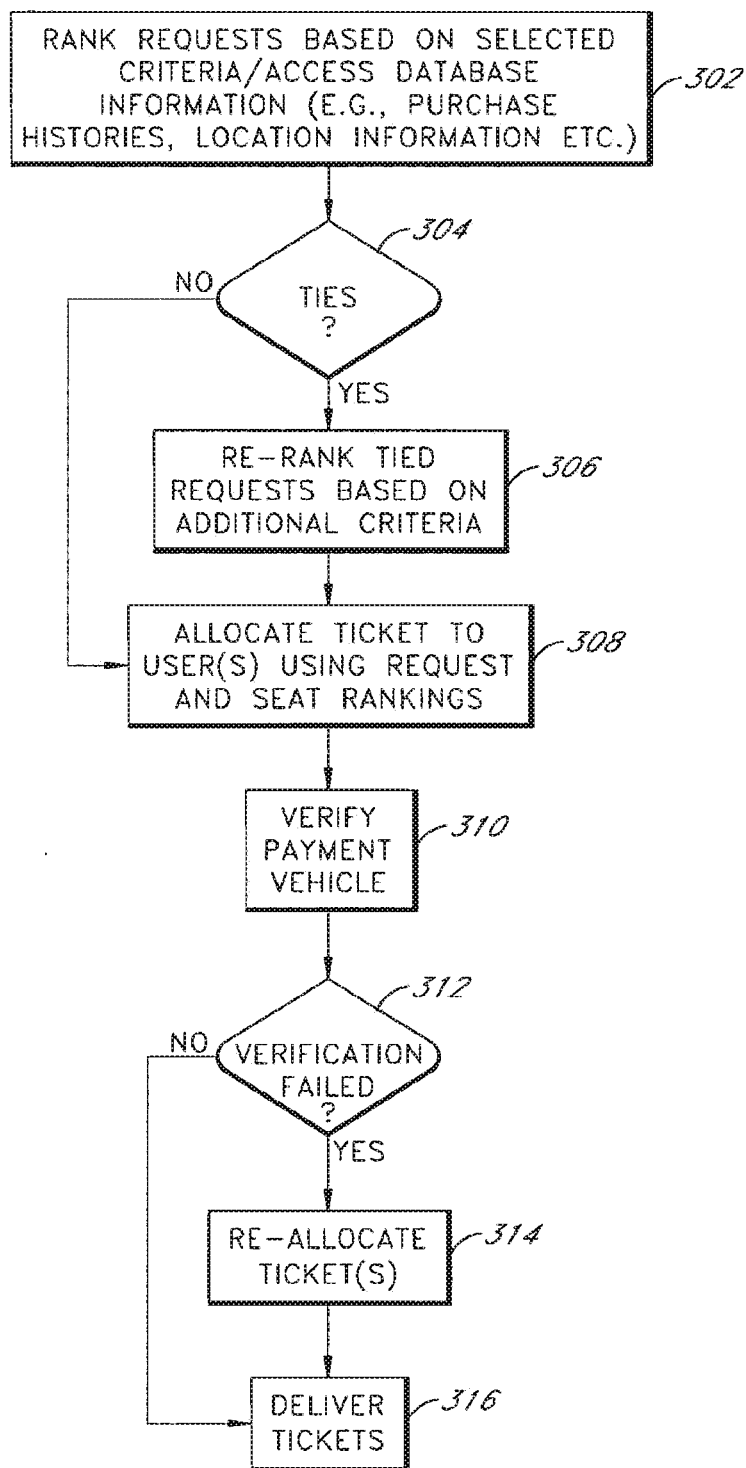 RANK REQUESTS BASED ON SELECTED
CRITERIA/ACCESS DATABASE
INFORMATION (E.G., PURCHASE
HISTORIES, LOCATION INFORMATION ETC.)
302
304
NO
TIES
?
YES
RE-RANK TIED
REQUESTS BASED ON
ADDITIONAL CRITERIA
306
ALLOCATE TICKET TO
USER(S) USING REQUEST
AND SEAT RANKINGS
308
VERIFY
PAYMENT
VEHICLE
310
312
NO
VERIFICATION
FAILED
?
YES
RE-ALLOCATE
TICKET(S)
314
DELIVER
TICKETS
316